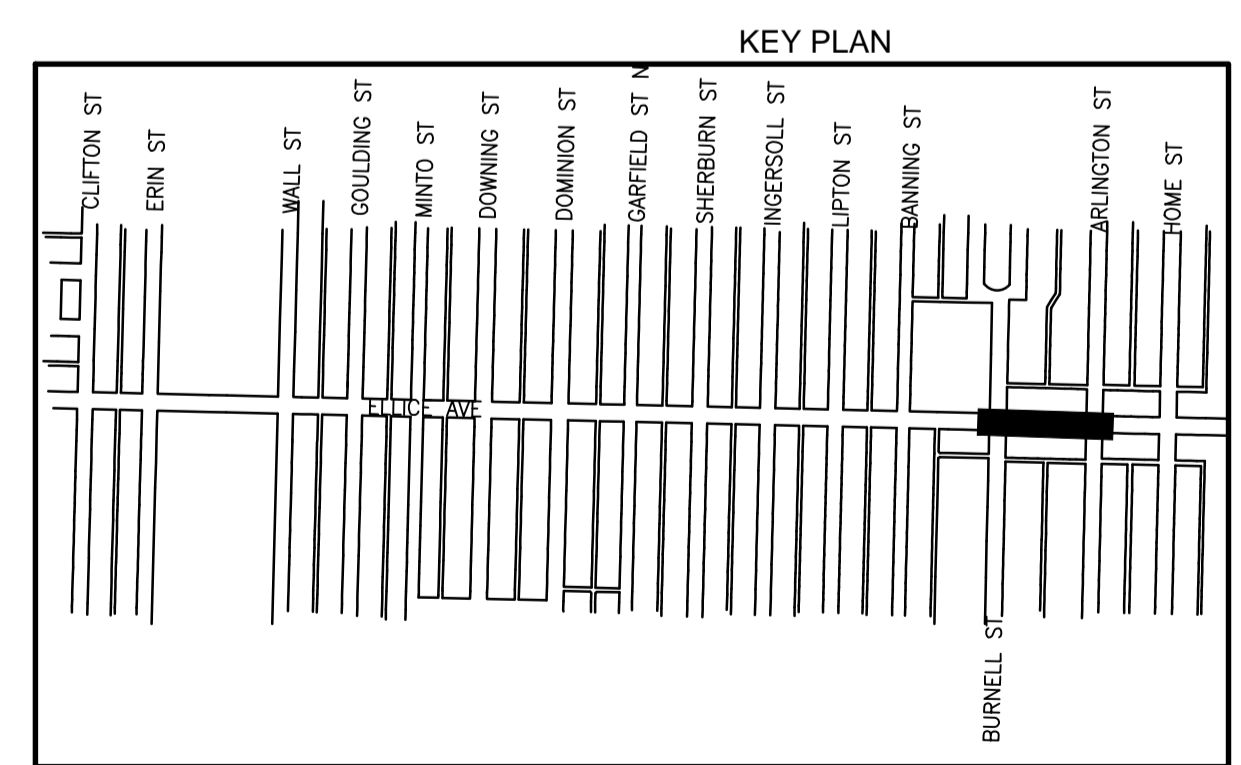 KEY PLAN
CLIFTON ST
ERIN ST
WALL ST
GOULDING ST
MINTO ST
DOWNING ST
DOMINION ST
GARFIELD ST N
SHERBURN ST
INGERSOLL ST
LIPTON ST
BANNING ST
ARLINGTON ST
HOME ST
ELLICE AVE
BURNELL ST